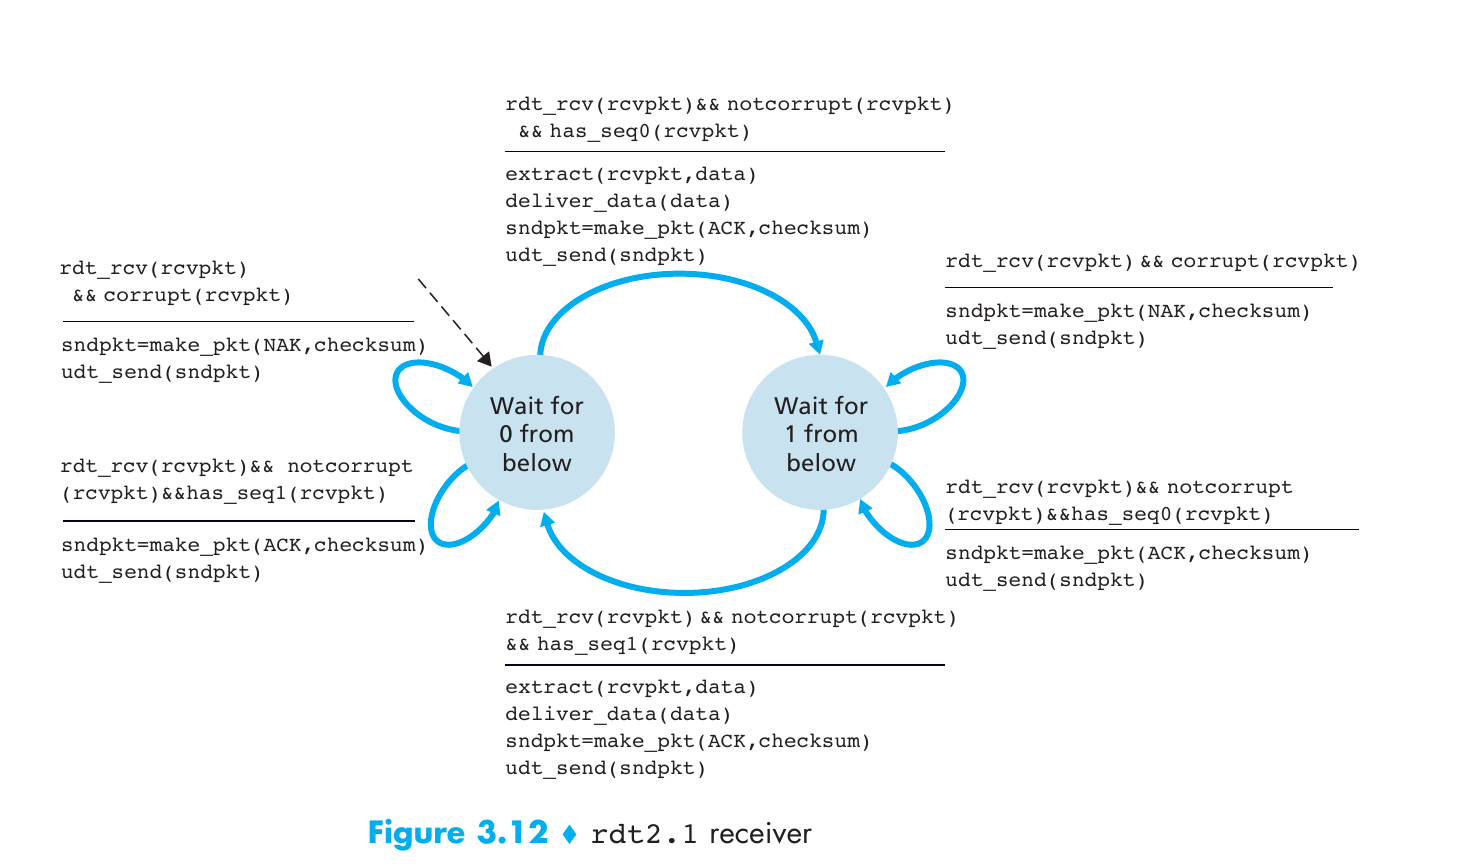 rdt_rcv(rcvpkt)&& notcorrupt(rcvpkt)
&& has_seq0(rcvpkt)
extract(rcvpkt,data)
deliver_data(data)
sndpkt=make_pkt(ACK,checksum)
udt_send(sndpkt)
rdt_rcv(rcvpkt)
&& corrupt(rcvpkt)
sndpkt=make_pkt(NAK,checksum)
udt_send(sndpkt)
rdt_rcv(rcvpkt) && corrupt(rcvpkt)
sndpkt=make_pkt(NAK,checksum)
udt_send(sndpkt)
Wait for
0 from
below
Wait for
1 from
below
rdt_rcv(rcvpkt)&& notcorrupt
(rcvpkt)&&has_seq1(rcvpkt)
sndpkt=make_pkt(ACK,checksum)
udt_send(sndpkt)
rdt_rcv(rcvpkt)&& notcorrupt
(rcvpkt)&&has_seq0(rcvpkt)
sndpkt=make_pkt(ACK,checksum)
udt_send(sndpkt)
rdt_rcv(rcvpkt) && notcorrupt(rcvpkt)
&& has_seq1(rcvpkt)
extract(rcvpkt,data)
deliver_data(data)
sndpkt=make_pkt(ACK,checksum)
udt_send(sndpkt)
Figure 3.12 ♦ rdt2.1 receiver